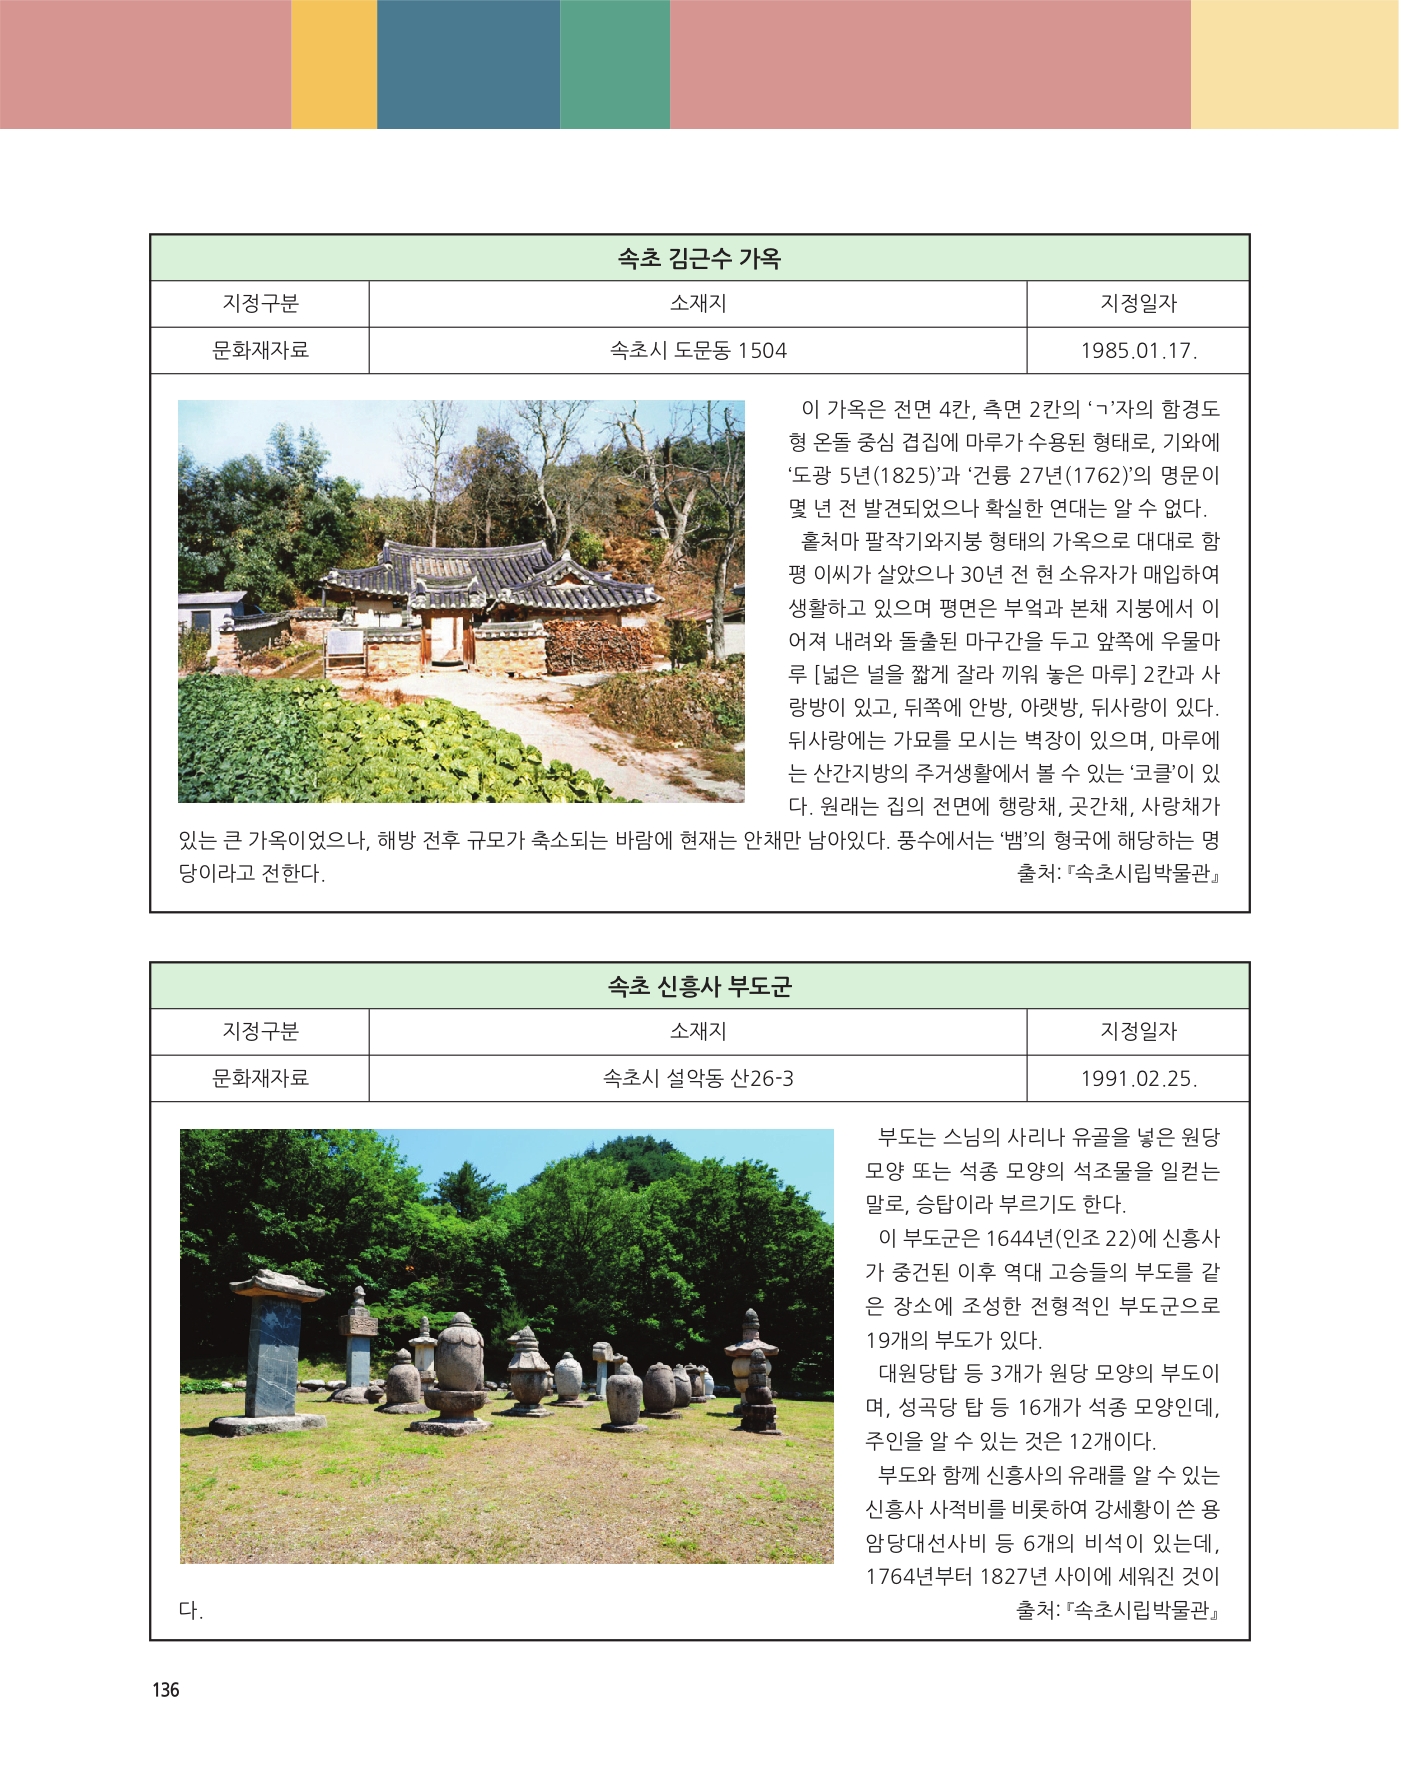 속초 김근수 가옥
지정구분 소재지 지정일자
문화재자료 속초시 도문동 1504 1985.01.17.
이 가옥은 전면 4칸, 측면 2칸의 ‘ㄱ’자의 함경도
형 온돌 중심 겹집에 마루가 수용된 형태로, 기와에
‘도광 5년(1825)’과 ‘건륭 27년(1762)’의 명문이
몇 년 전 발견되었으나 확실한 연대는 알 수 없다.
홑처마 팔작기와지붕 형태의 가옥으로 대대로 함
평 이씨가 살았으나 30년 전 현 소유자가 매입하여
생활하고 있으며 평면은 부엌과 본채 지붕에서 이
어져 내려와 돌출된 마구간을 두고 앞쪽에 우물마
루 [넓은 널을 짧게 잘라 끼워 놓은 마루] 2칸과 사
랑방이 있고, 뒤쪽에 안방, 아랫방, 뒤사랑이 있다.
뒤사랑에는 가묘를 모시는 벽장이 있으며, 마루에
는 산간지방의 주거생활에서 볼 수 있는 ‘코클’이 있
다. 원래는 집의 전면에 행랑채, 곳간채, 사랑채가
있는 큰 가옥이었으나, 해방 전후 규모가 축소되는 바람에 현재는 안채만 남아있다. 풍수에서는 ‘뱀’의 형국에 해당하는 명
당이라고 전한다. 출처:『속초시립박물관』
속초 신흥사 부도군
지정구분 소재지 지정일자
문화재자료 속초시 설악동 산26-3 1991.02.25.
부도는 스님의 사리나 유골을 넣은 원당
모양 또는 석종 모양의 석조물을 일컫는
말로, 승탑이라 부르기도 한다.
이 부도군은 1644년(인조 22)에 신흥사
가 중건된 이후 역대 고승들의 부도를 같
은 장소에 조성한 전형적인 부도군으로
19개의 부도가 있다.
대원당탑 등 3개가 원당 모양의 부도이
며, 성곡당 탑 등 16개가 석종 모양인데,
주인을 알 수 있는 것은 12개이다.
부도와 함께 신흥사의 유래를 알 수 있는
신흥사 사적비를 비롯하여 강세황이 쓴 용
암당대선사비 등 6개의 비석이 있는데,
1764년부터 1827년 사이에 세워진 것이
다. 출처:『속초시립박물관』
136